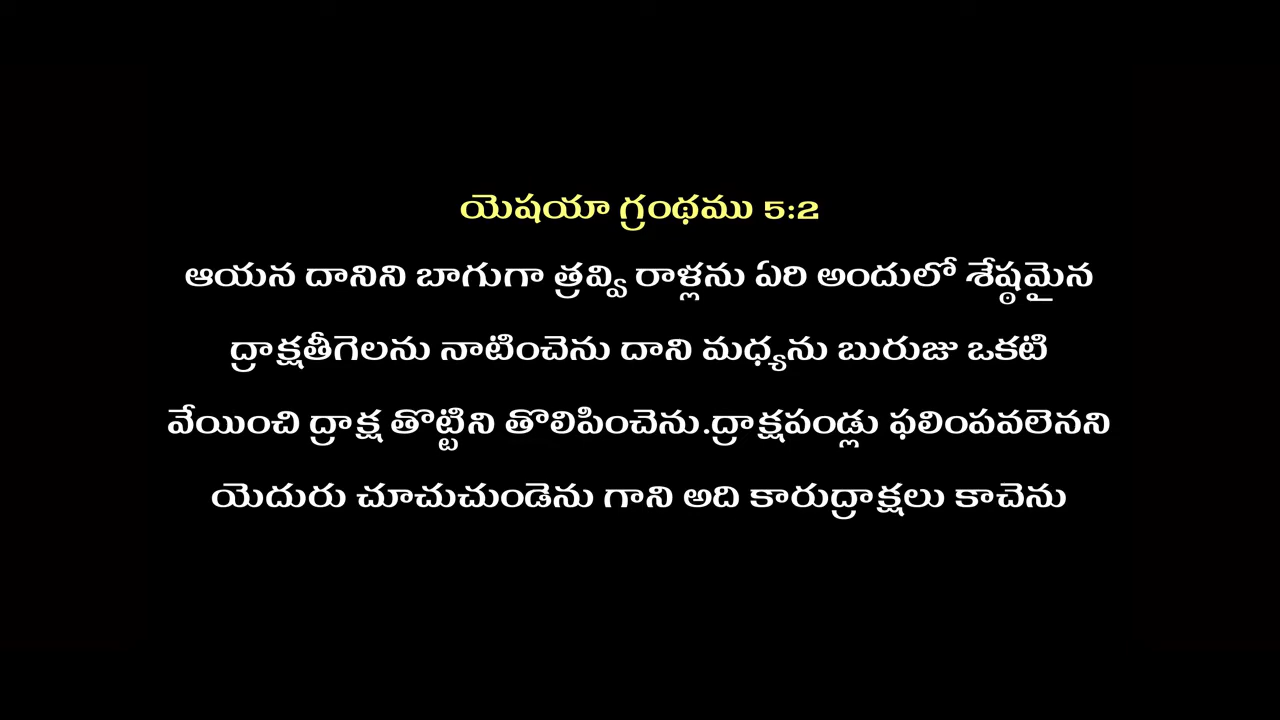 యెషయా గ్రంథము 5:2
ఆయన దానిని బాగుగా త్రవ్వి రాళ్లను ఏరి అందులో శేష్ఠమైన
ద్రాక్షతీగెలను నాటించెను దాని మధ్యను బురుజు ఒకటి
వేయించి ద్రాక్ష తొట్టిని తొలిపించెను.ద్రాక్షపండ్లు ఫలింపవలెనని
యెదురు చూచుచుండెను గాని అది కారుద్రాక్షలు కాచెను